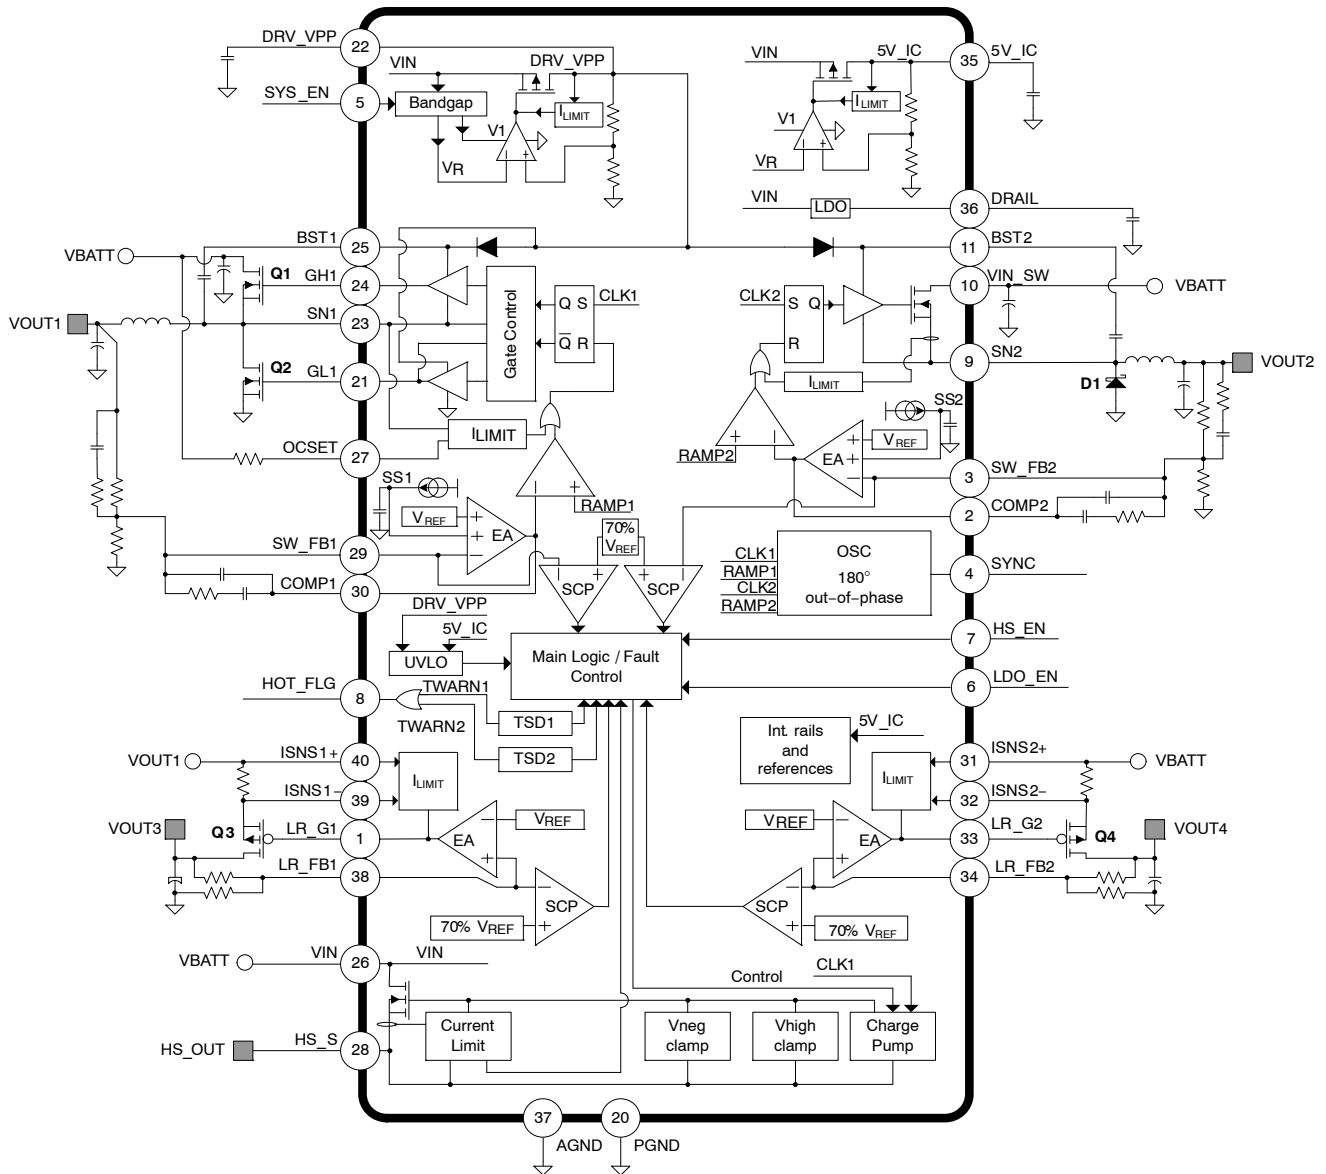 DRV_VPP
22
VIN
DRV_VPP
SYS_EN
5
Bandgap
ILIMIT
V1
VR
VIN
5V_IC
35
5V_IC
ILIMIT
V1
VR
VIN
LDO
36
DRAIL
BST1
25
11
BST2
VBATT
Q1
GH1
24
10
VIN_SW
VBATT
Gate Control
Q S
CLK1
Q R
CLK2
S Q
R
VOUT1
SN1
23
9
SN2
VOUT2
Q2
GL1
21
ILIMIT
D1
OCSET
27
ILIMIT
RAMP1
SS2
VREF
EA
RAMP2
SS1
VREF
EA
3
SW_FB2
2
COMP2
SW_FB1
29
70%
VREF
COMP1
30
SCP
SCP
CLK1
RAMP1
CLK2
RAMP2
OSC
180°
out-of-phase
4
SYNC
DRV_VPP
5V_IC
UVLO
Main Logic / Fault
Control
7
HS_EN
6
LDO_EN
HOT_FLG
8
TWARN1
TWARN2
TSD1
TSD2
Int. rails
and
references
5V_IC
VOUT1
ISNS1+
40
ILIMIT
ILIMIT
31
ISNS2+
VBATT
ISNS1-
39
32
ISNS2-
VOUT3
Q3
LR_G1
1
EA
VREF
VREF
EA
33
LR_G2
Q4
VOUT4
LR_FB1
38
34
LR_FB2
SCP
70% VREF
SCP
70% VREF
VBATT
VIN
26
VIN
Control
CLK1
HS_OUT
HS_S
28
Current
Limit
Vneg
clamp
Vhigh
clamp
Charge
Pump
37
AGND
20
PGND